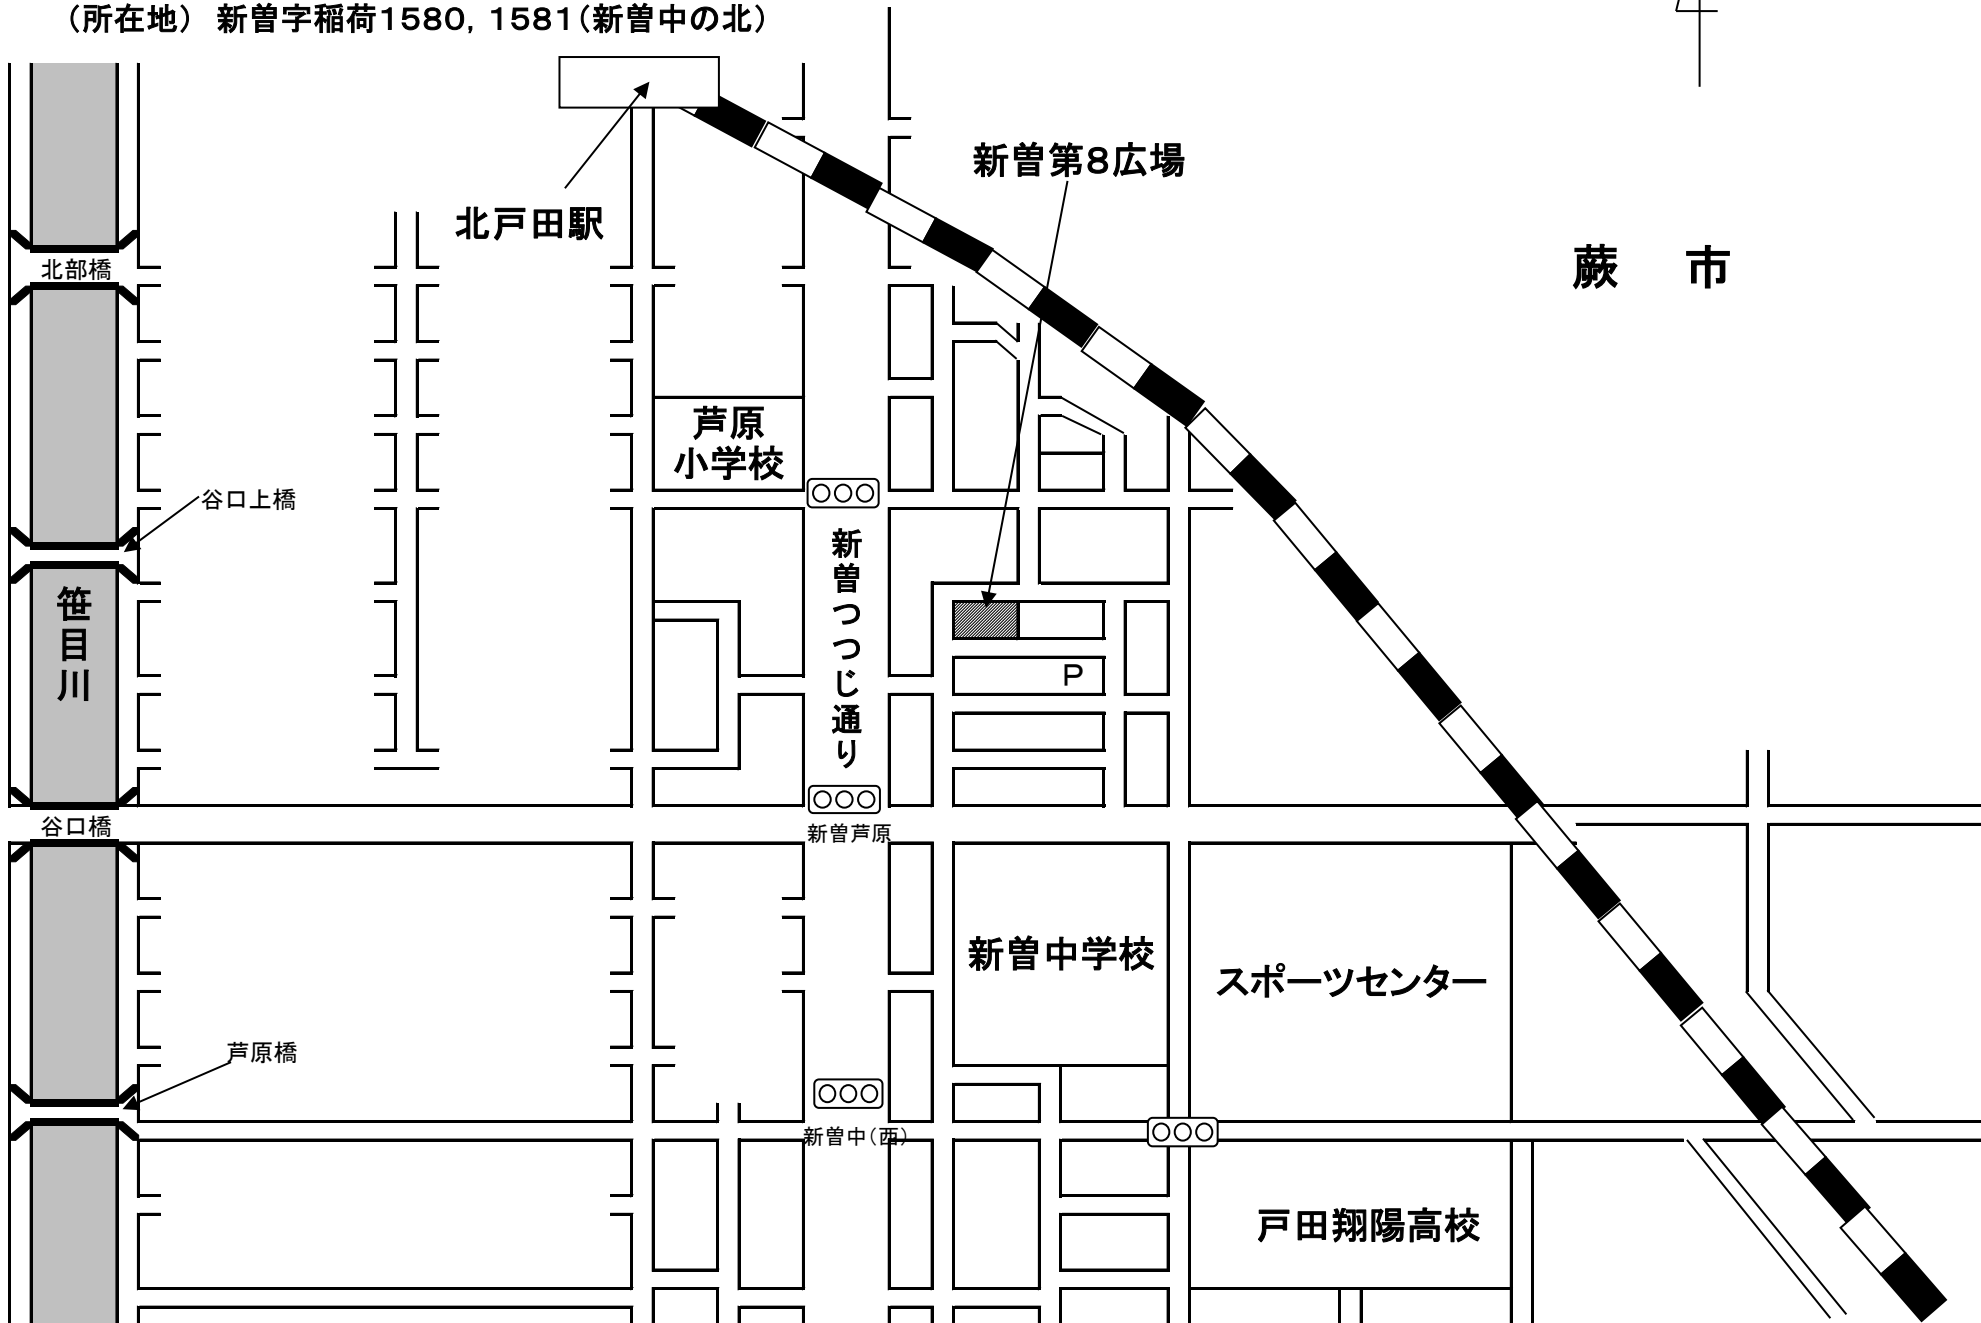 （所在地） 新曽字稲荷１５８０，１５８１（新曽中の北）
新曽第８広場
北戸田駅
蕨　市
北部橋
芦原
小学校
谷口上橋
新曽つつじ通り
笹目川
Ｐ
谷口橋
新曽芦原
新曽中学校
スポーツセンター
芦原橋
新曽中（西）
戸田翔陽高校